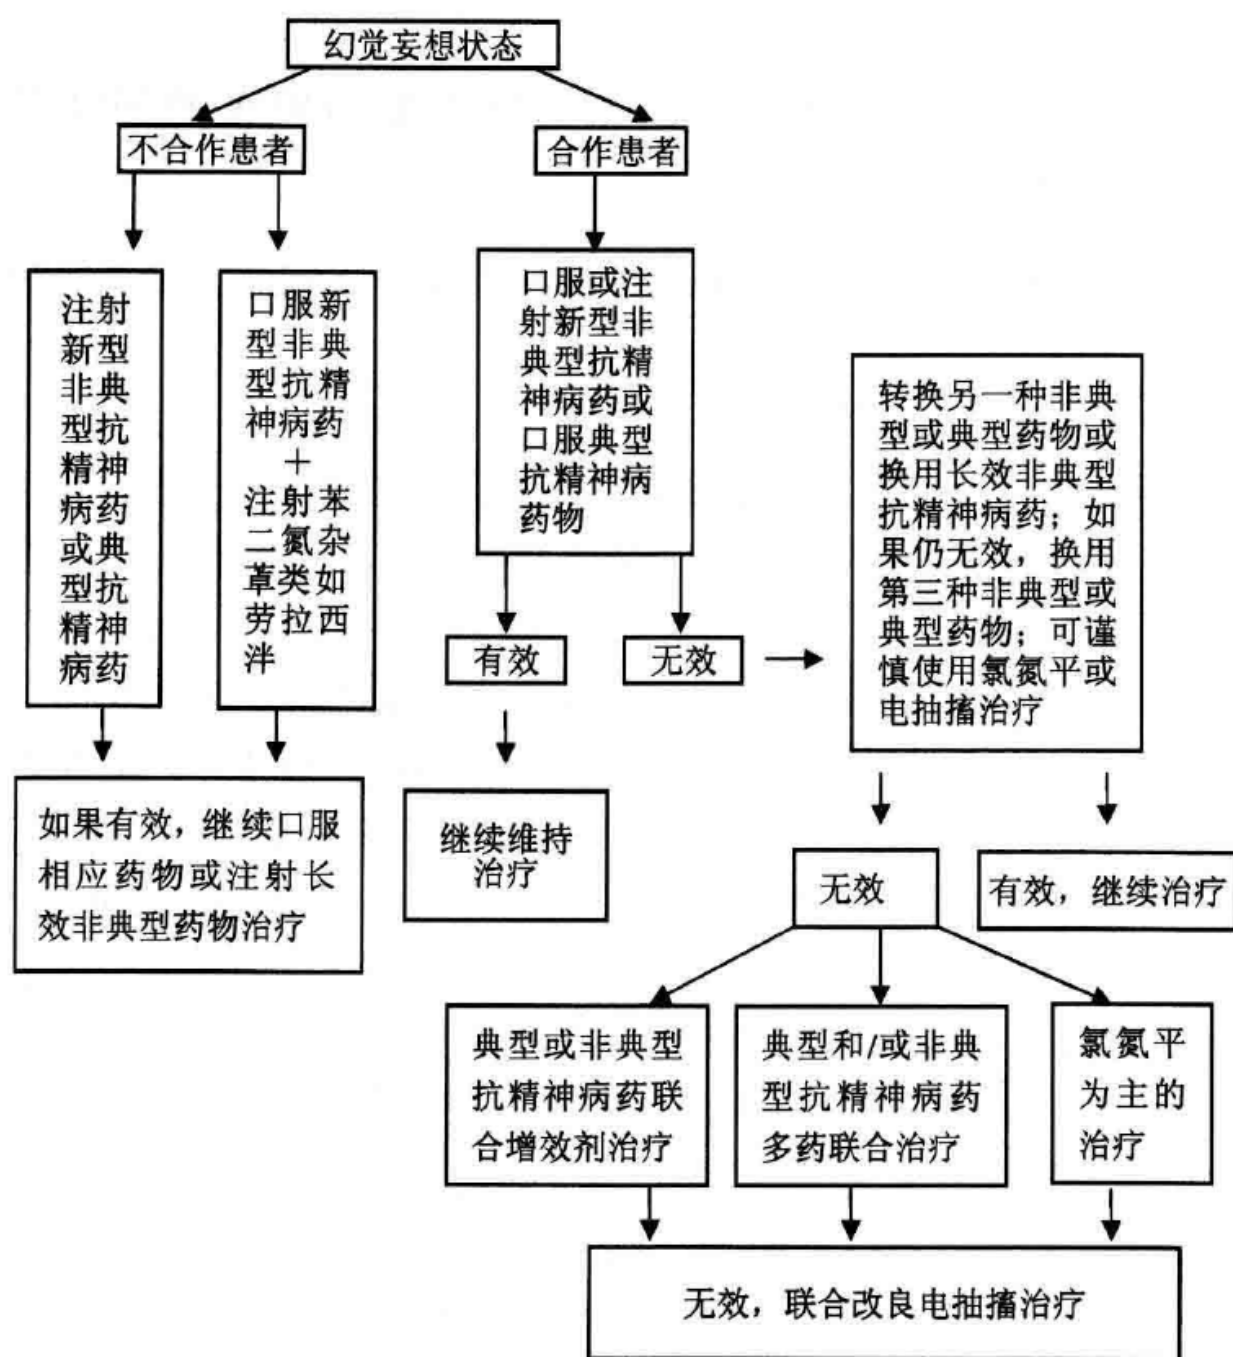 幻觉妄想状态
不合作患者
合作患者
注射
新型
非典
型抗
精神
病药
或典
型抗
精神
病药
口服新
型非典
型抗精
神病药
＋
注射苯
二氮杂
䓬类如
劳拉西
泮
口服或注
射新型非
典型抗精
神病药或
口服典型
抗精神病
药物
转换另一种非典
型或典型药物或
换用长效非典型
抗精神病药；如
果仍无效，换用
第三种非典型或
典型药物；可谨
慎使用氯氮平或
电抽搐治疗
有效
无效
如果有效，继续口服
相应药物或注射长
效非典型药物治疗
继续维持
治疗
无效
有效，继续治疗
典型或非典型
抗精神病药联
合增效剂治疗
典型和/或非典
型抗精神病药
多药联合治疗
氯氮平
为主的
治疗
无效，联合改良电抽搐治疗